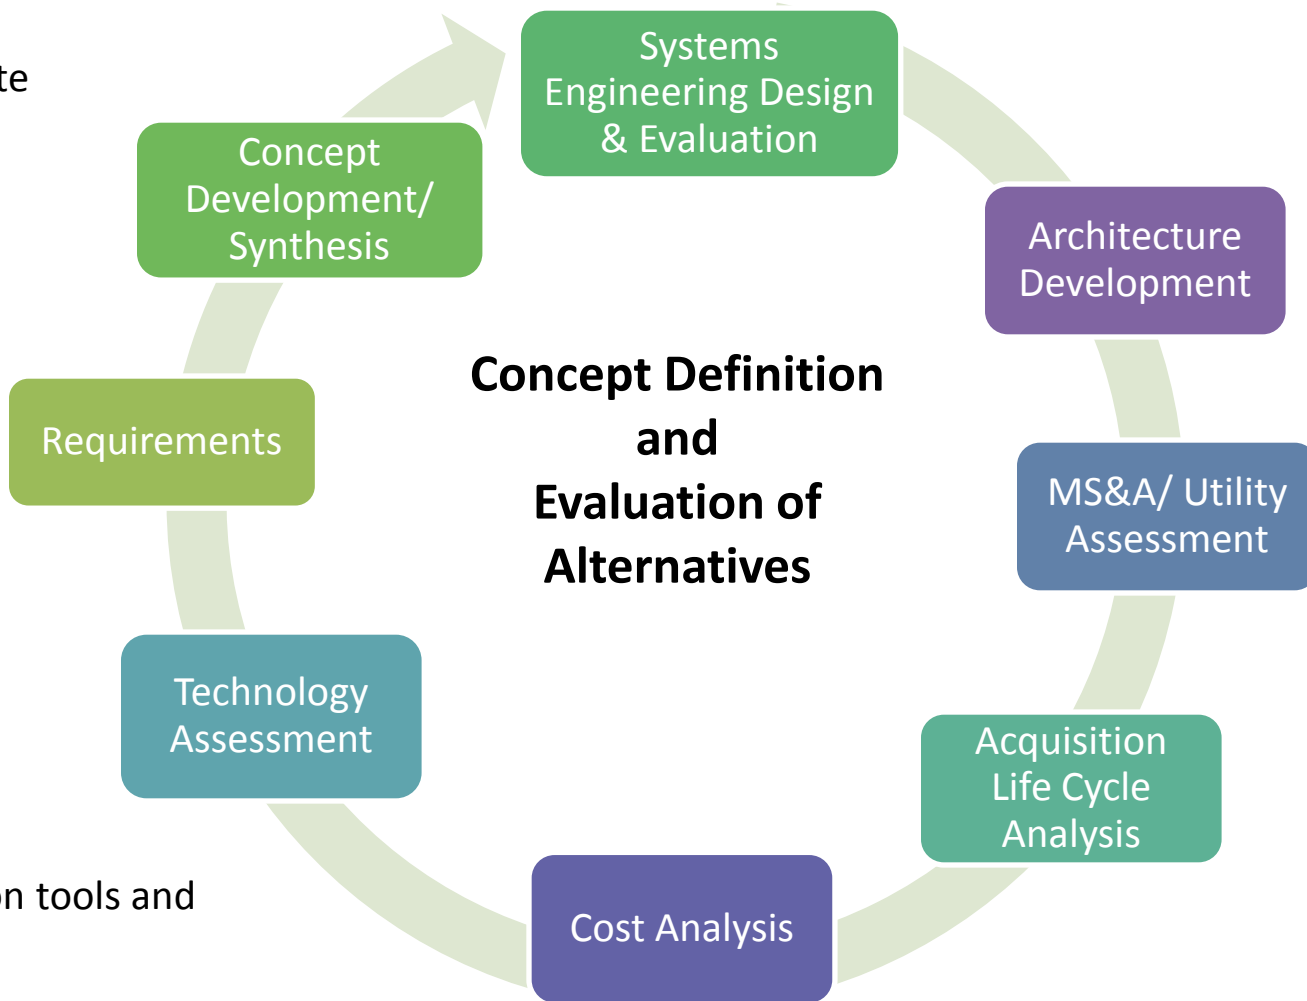 te
Systems
Engineering Design
& Evaluation
Concept
Development/
Synthesis
Architecture
Development
Concept Definition
and
Evaluation of
Alternatives
Requirements
MS&A/ Utility
Assessment
Technology
Assessment
Acquisition
Life Cycle
Analysis
on tools and
Cost Analysis